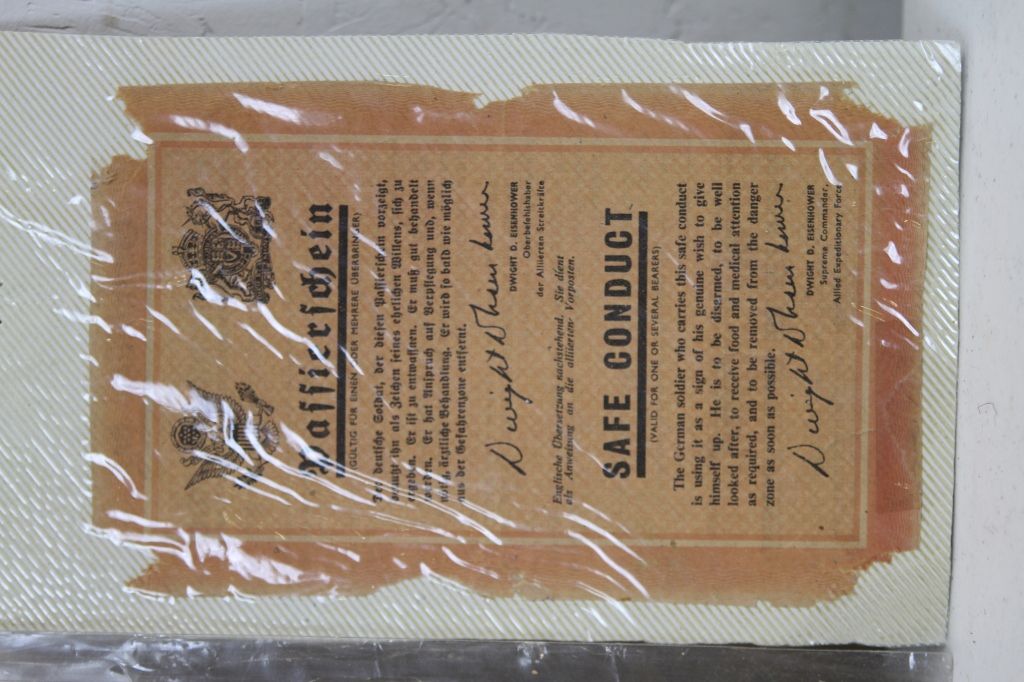 Passierschein
(GÜLTIG FÜR EINEN ODER MEHRERE ÜBERBRINGER)
Der deutsche Soldat, der diesen Passierschein vorzeigt,
benutzt ihn als Zeichen seines ehrlichen Willens, sich zu
ergeben. Er ist zu entwaffnen. Er muß gut behandelt
werden. Er hat Anspruch auf Verpflegung und, wenn
nötig, ärztliche Behandlung. Er wird so bald wie möglich
aus der Gefahrenzone entfernt.
Dwight D Eisenhower
DWIGHT D. EISENHOWER
Oberbefehlshaber
der Alliierten Streitkräfte
Englische Übersetzung nachstehend. Sie dient
als Anweisung an die alliierten Vorposten.
SAFE CONDUCT
(VALID FOR ONE OR SEVERAL BEARERS)
The German soldier who carries this safe conduct
is using it as a sign of his genuine wish to give
himself up. He is to be disarmed, to be well
looked after, to receive food and medical attention
as required, and to be removed from the danger
zone as soon as possible.
Dwight D Eisenhower
DWIGHT D. EISENHOWER
Supreme Commander,
Allied Expeditionary Force